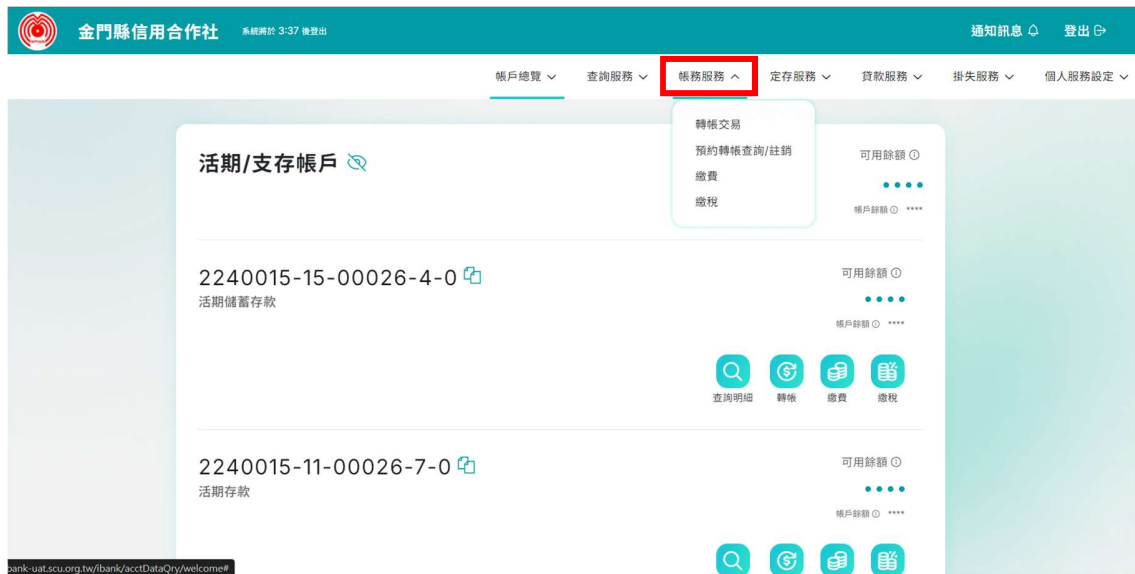 金門縣信用合作社 系統將於 3:37 後登出 通知訊息 登出
帳戶總覽 查詢服務 帳務服務 定存服務 貸款服務 掛失服務 個人服務設定
轉帳交易
預約轉帳查詢/註銷
繳費
繳稅
活期/支存帳戶
可用餘額
••••
帳戶餘額 ****
2240015-15-00026-4-0
活期儲蓄存款
可用餘額
••••
帳戶餘額 ****
查詢明細 轉帳 繳費 繳稅
2240015-11-00026-7-0
活期存款
可用餘額
••••
帳戶餘額 ****
bank-uat.scu.org.tw/ibank/acctDataQry/welcome#